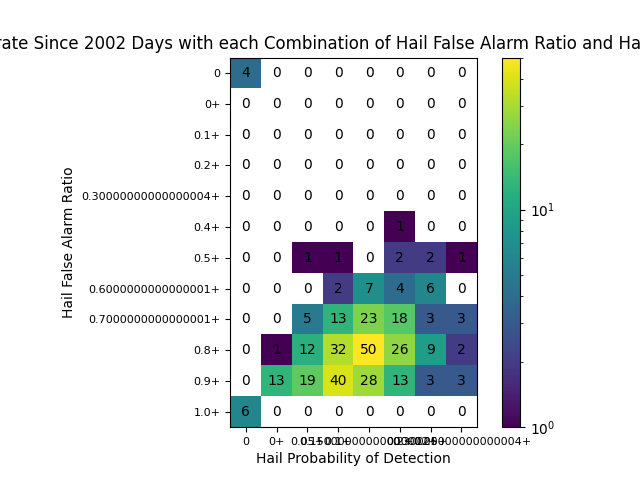 rate Since 2002 Days with each Combination of Hail False Alarm Ratio and Ha
0 4 0 0 0 0 0 0 0
0+ 0 0 0 0 0 0 0 0
0.1+ 0 0 0 0 0 0 0 0
0.2+ 0 0 0 0 0 0 0 0
0.30000000000000004+ 0 0 0 0 0 0 0 0
0.4+ 0 0 0 0 0 1 0 0
0.5+ 0 0 1 1 0 2 2 1
0.6000000000000001+ 0 0 0 2 7 4 6 0
0.7000000000000001+ 0 0 5 13 23 18 3 3
0.8+ 0 1 12 32 50 26 9 2
0.9+ 0 13 19 40 28 13 3 3
1.0+ 6 0 0 0 0 0 0 0
0 0+
Hail Probability of Detection
Hail False Alarm Ratio
10^1
10^0